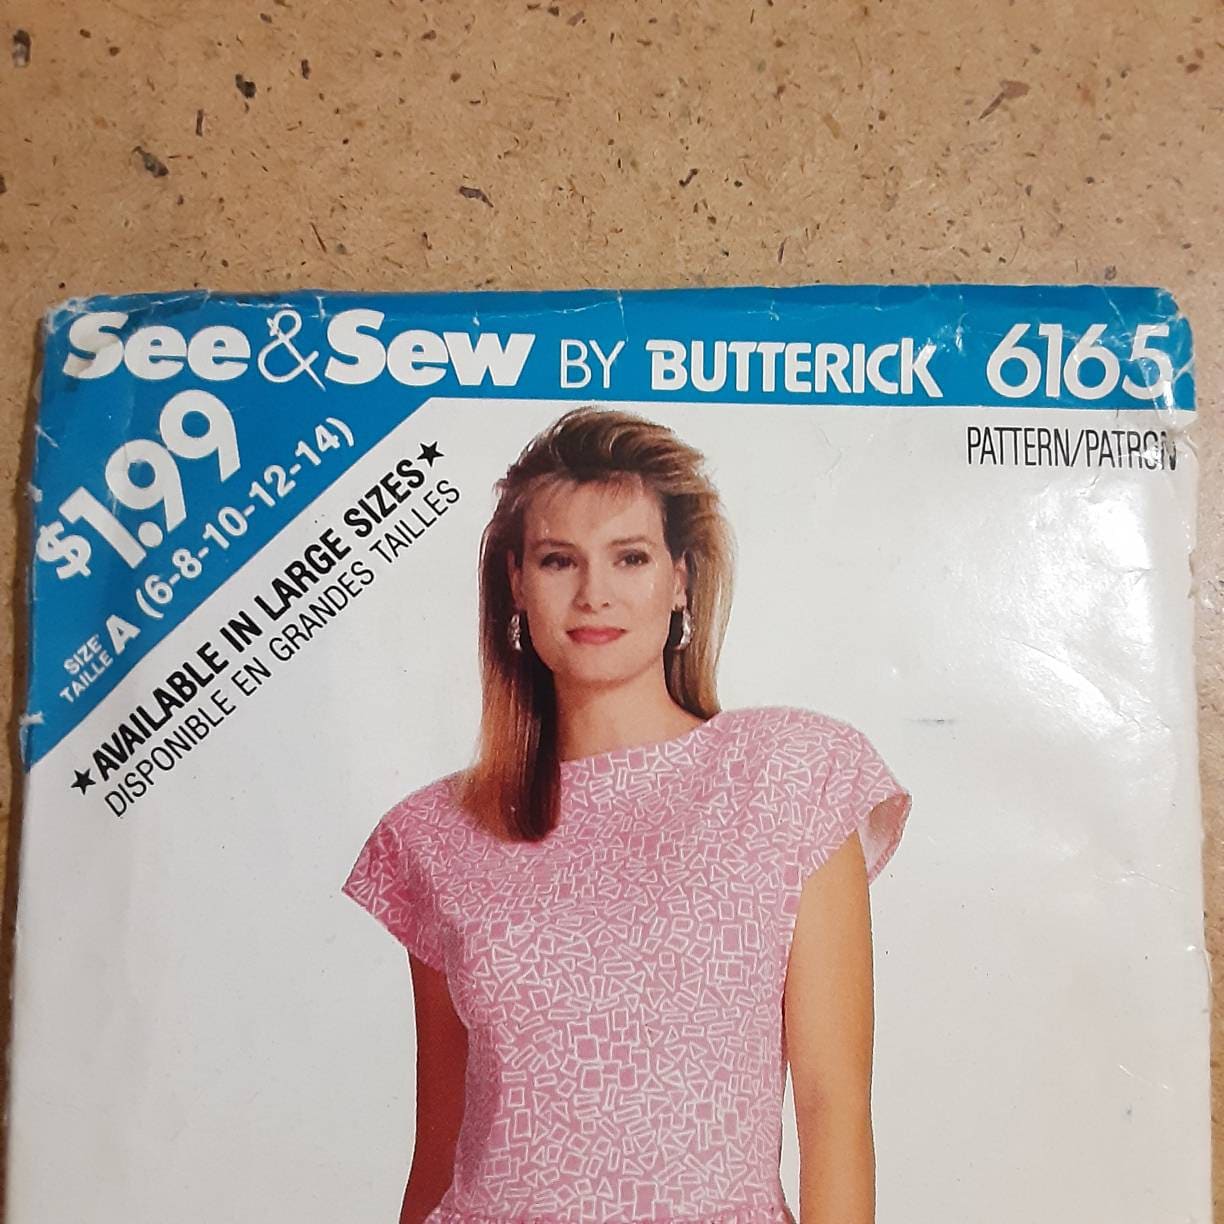 See & Sew BY BUTTERICK 6165
$1.99
SIZE
TAILLE A (6-8-10-12-14)
★AVAILABLE IN LARGE SIZES★
DISPONIBLE EN GRANDES TAILLES
PATTERN/PATRON